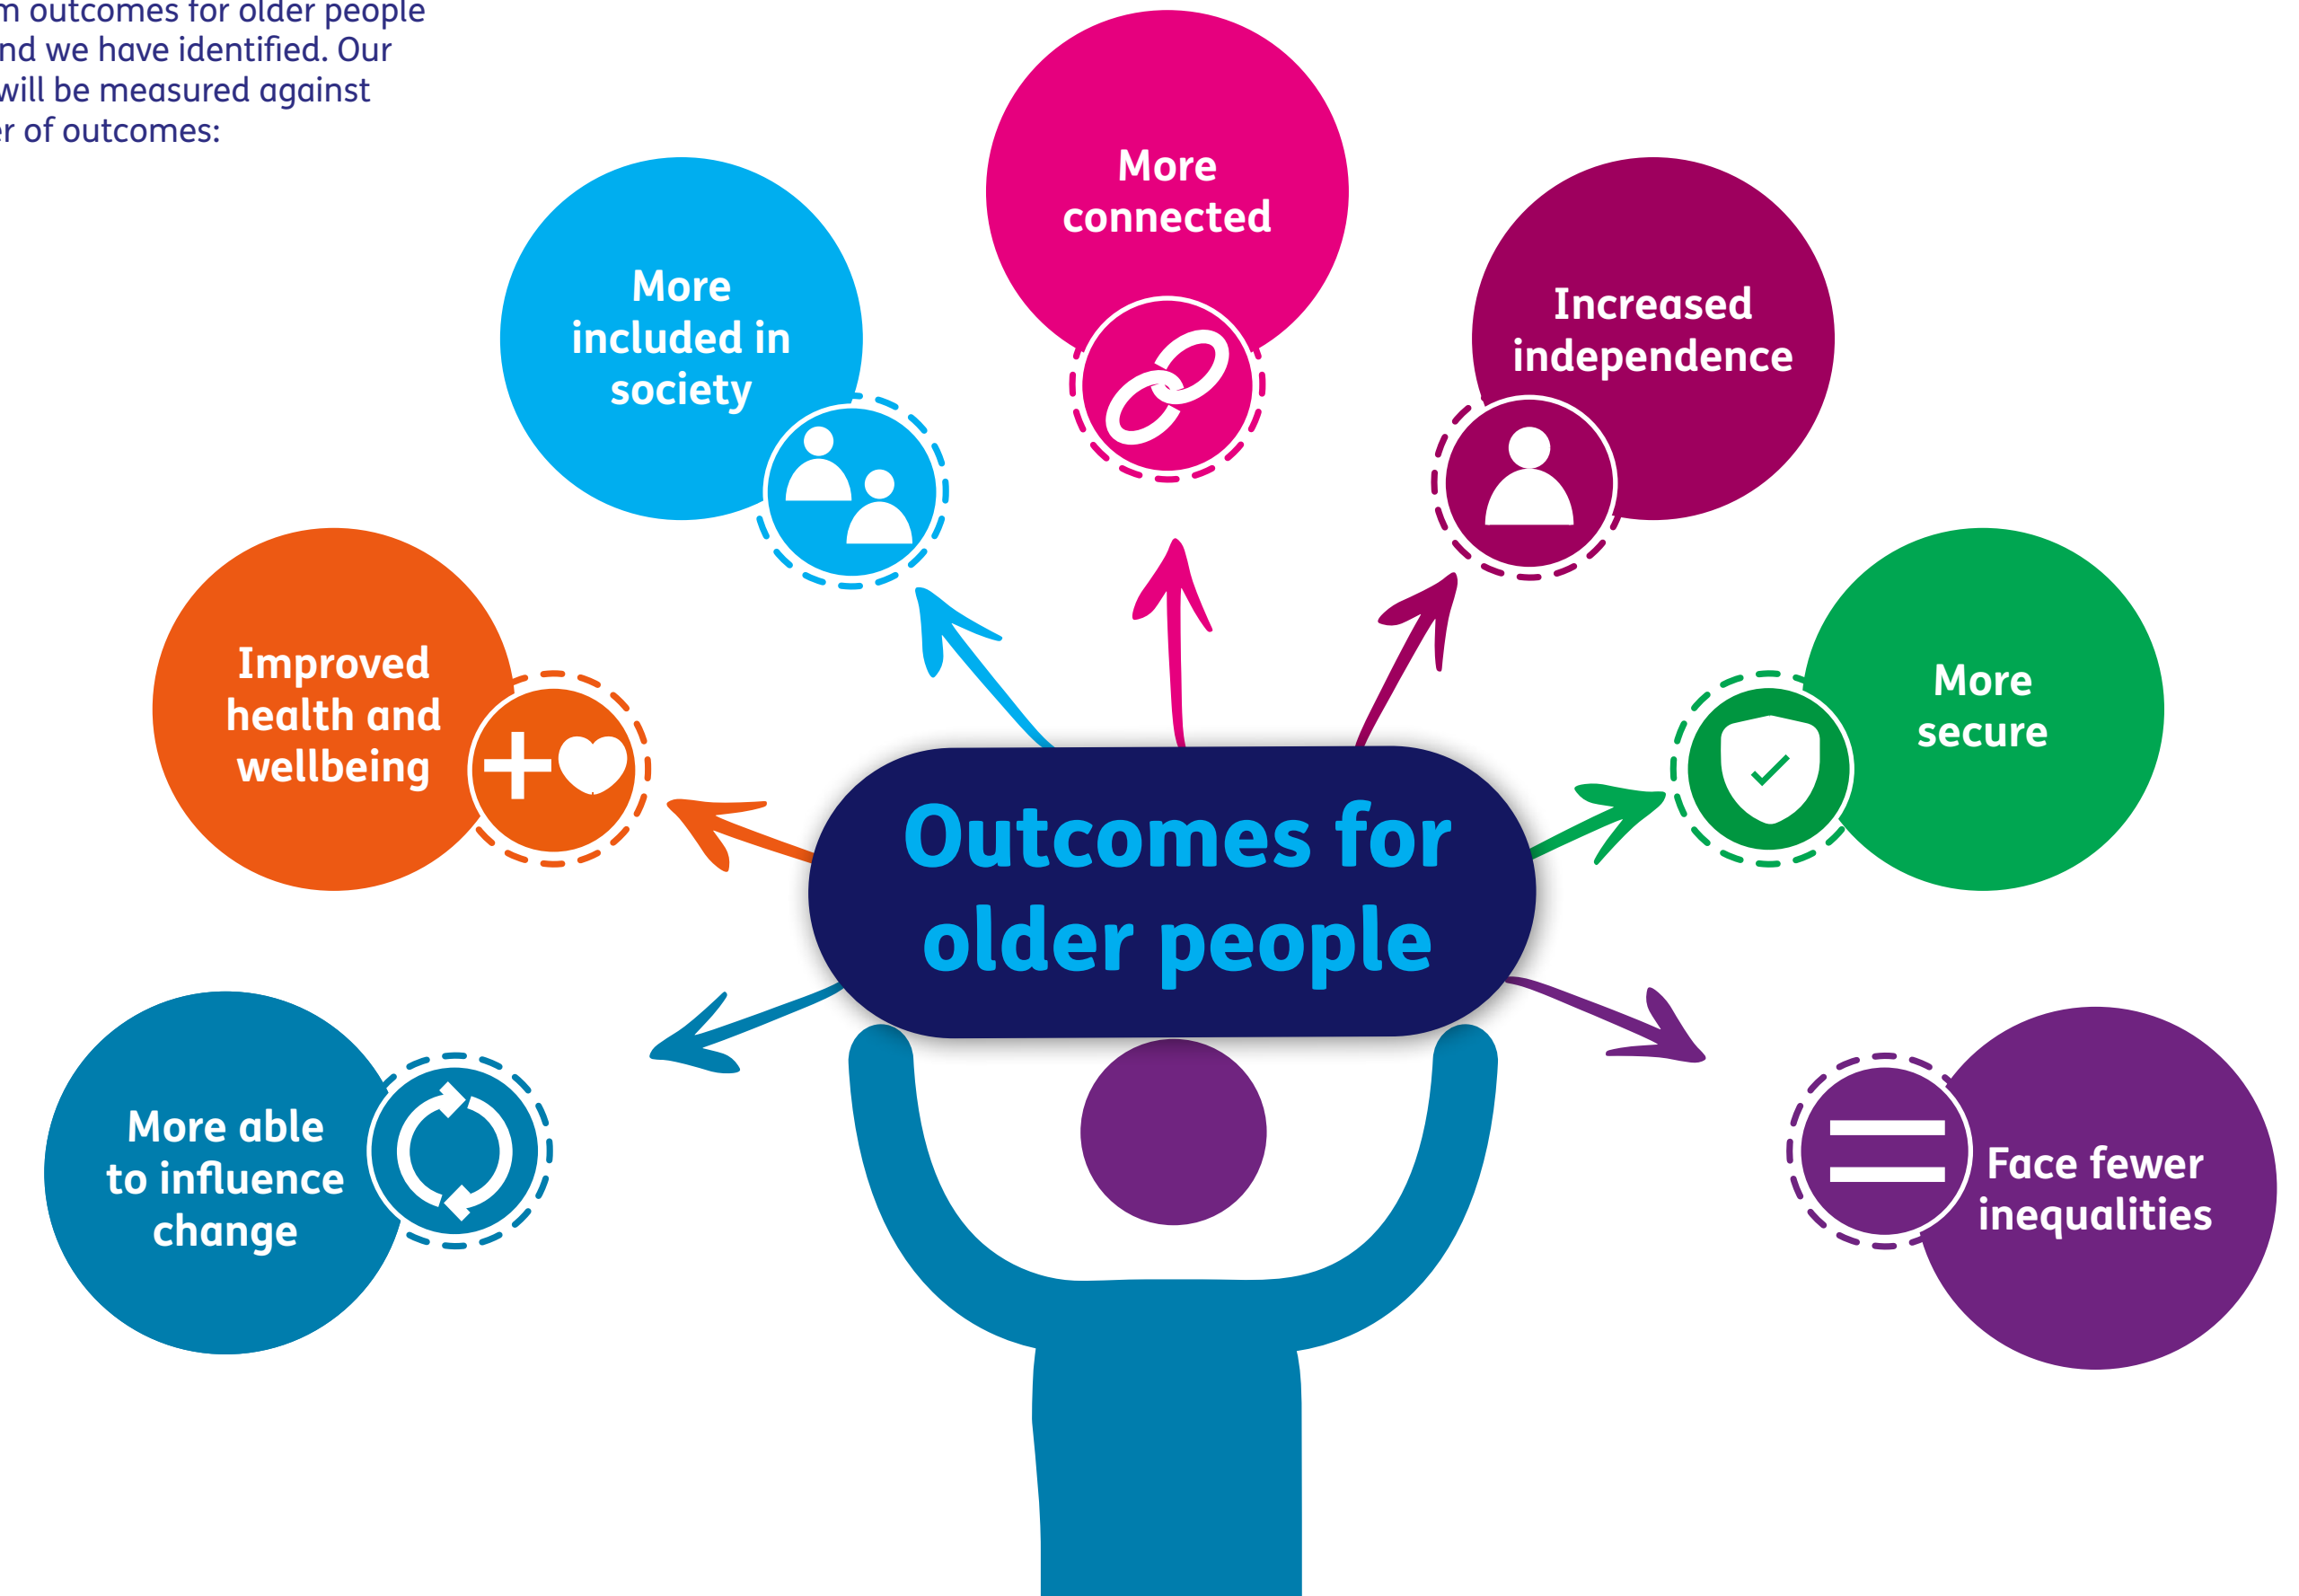 outcomes for older people
we have identified. Our
will be measured against
of outcomes:
More
connected
More
included in
society
Increased
independence
Improved
health and
wellbeing
More
secure
Outcomes for
older people
More able
to influence
change
Face fewer
inequalities